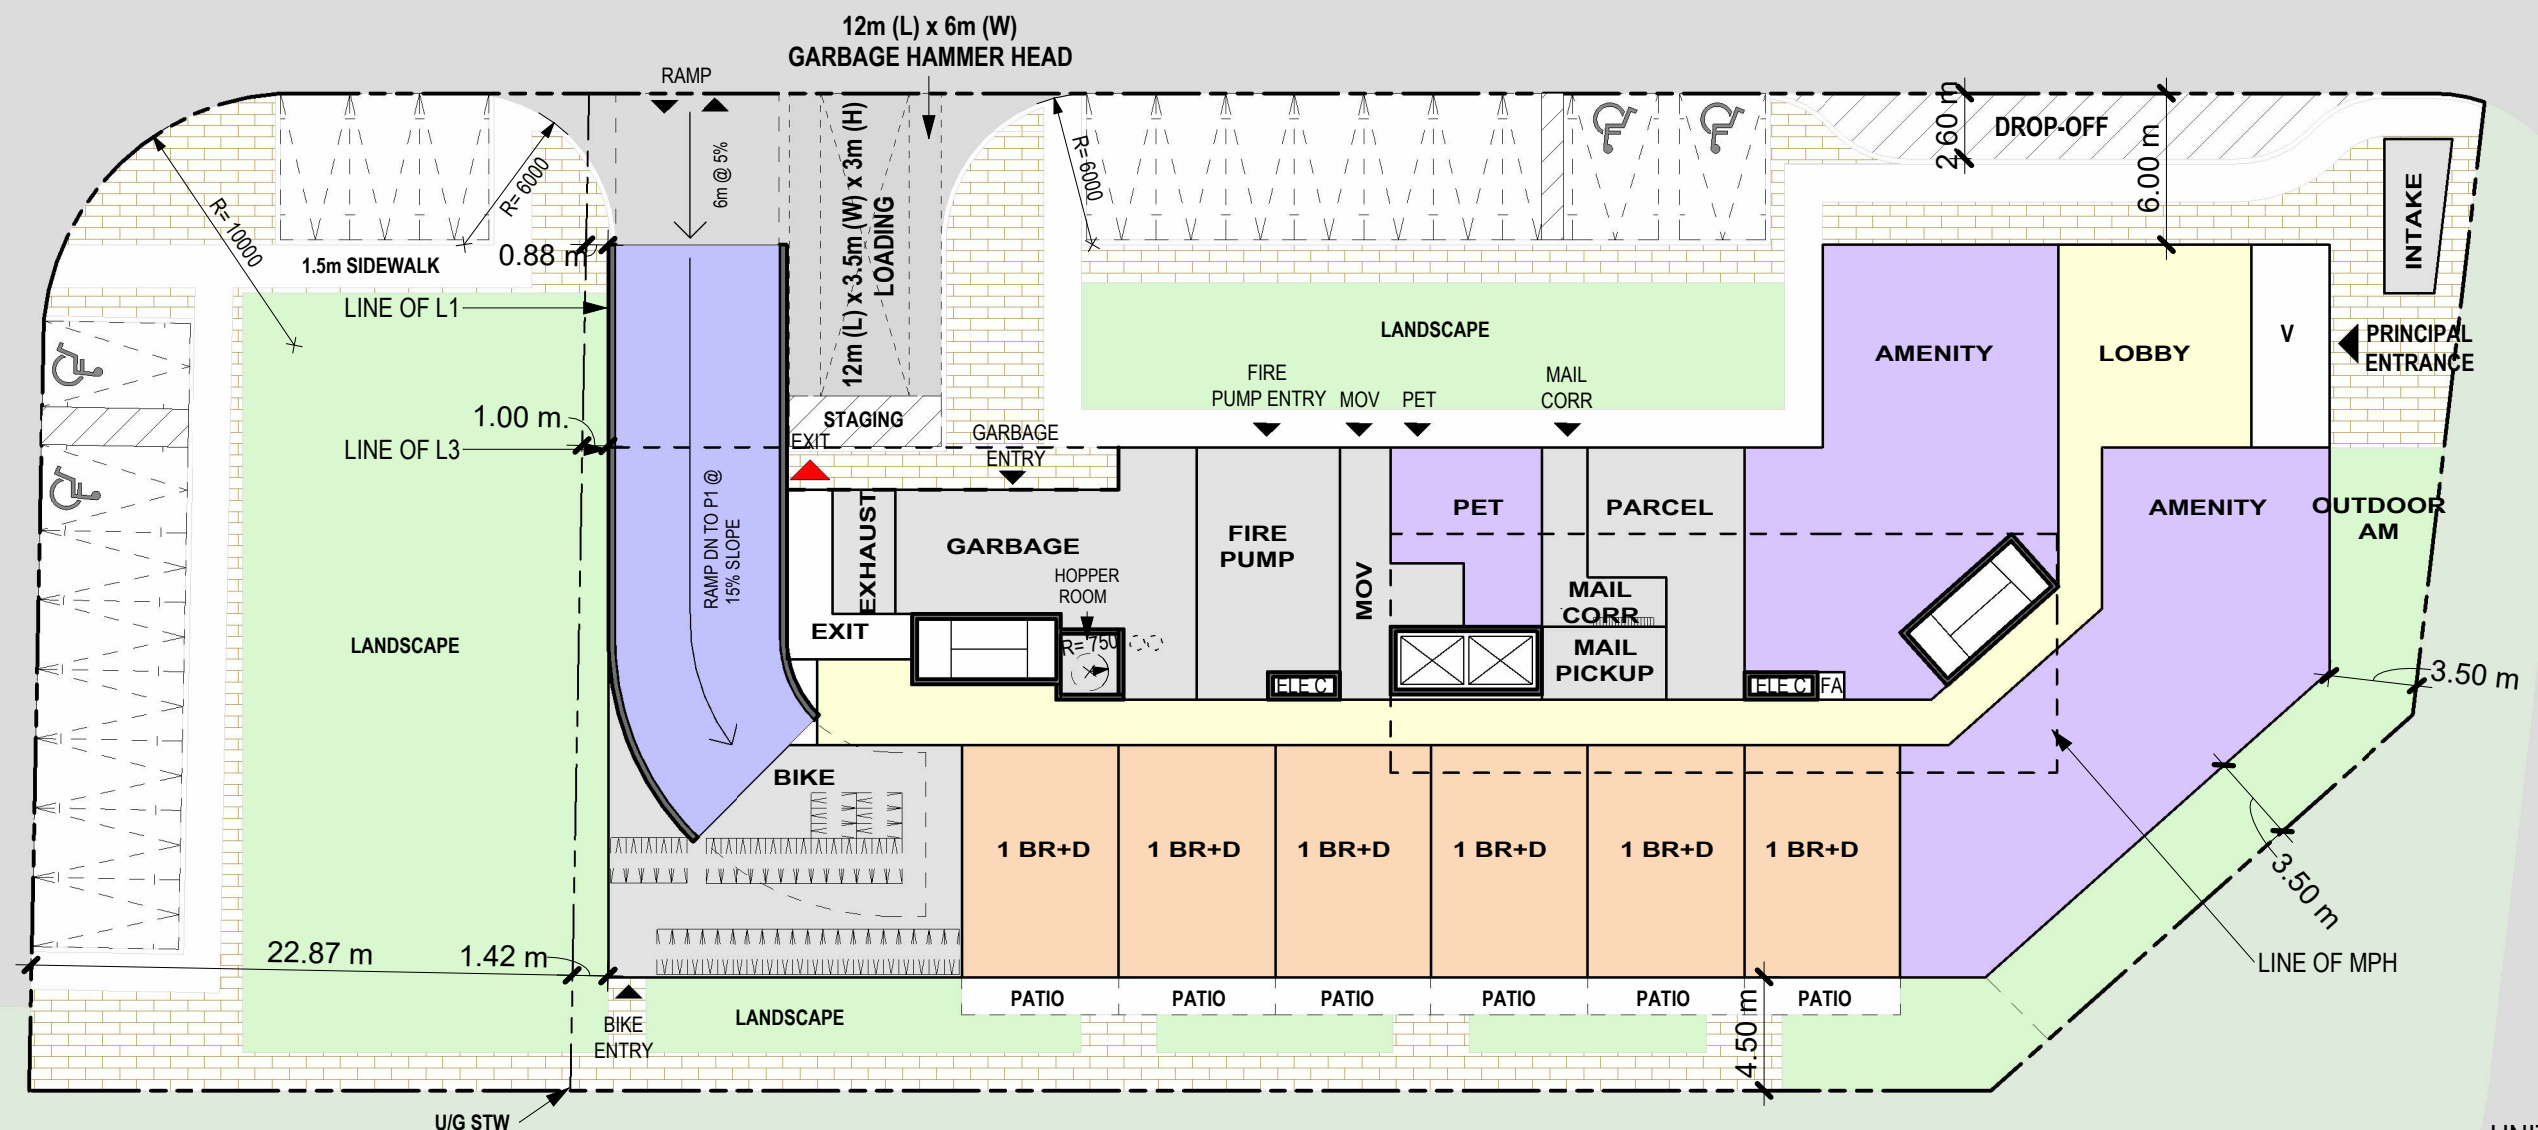 12m (L) x 6m (W)
GARBAGE HAMMER HEAD
RAMP
6m @ 5%
12m (L) x 3.5m (W) x 3m (H)
LOADING
R= 6000
R= 10000
R= 6000
2.60 m
DROP-OFF
6.00 m
INTAKE
0.88 m
1.5m SIDEWALK
LINE OF L1
LANDSCAPE
AMENITY
LOBBY
V
PRINCIPAL
ENTRANCE
FIRE
PUMP ENTRY
MOV
PET
MAIL
CORR
1.00 m.
STAGING
EXIT
GARBAGE
ENTRY
LINE OF L3
RAMP DN TO P1 @
15% SLOPE
EXHAUST
GARBAGE
FIRE
PUMP
MOV
PET
PARCEL
AMENITY
OUTDOOR
AM
HOPPER
ROOM
MAIL
CORR
EXIT
R= 750
LANDSCAPE
MAIL
PICKUP
ELE C
ELE C
FA
3.50 m
BIKE
1 BR+D
1 BR+D
1 BR+D
1 BR+D
1 BR+D
1 BR+D
3.50 m
22.87 m
1.42 m
LINE OF MPH
PATIO
PATIO
PATIO
PATIO
PATIO
PATIO
LANDSCAPE
BIKE
ENTRY
4.50 m
U/G STW